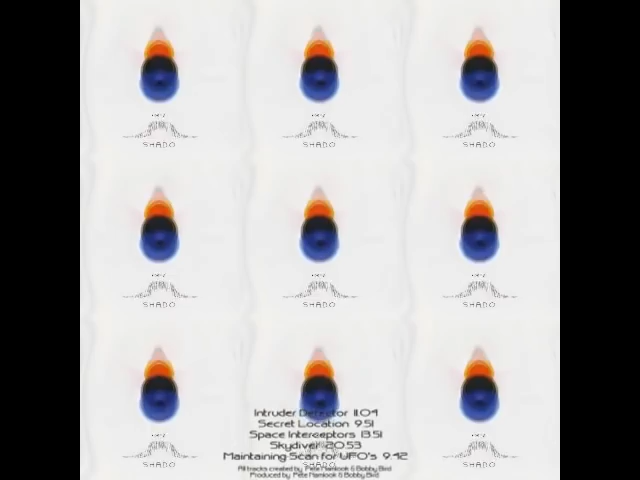 SHADO SHADO SHADO
SHADO SHADO SHADO
Intruder Detector 11.04
Secret Location 9.51
Space Interceptors 13.51
Skydiver 20.53
SHADO SHADO
Maintaining Scan for UFO's 9.42
All tracks created by Pete Namlook & Bobby Bird
Produced by Pete Namlook & Bobby Bird